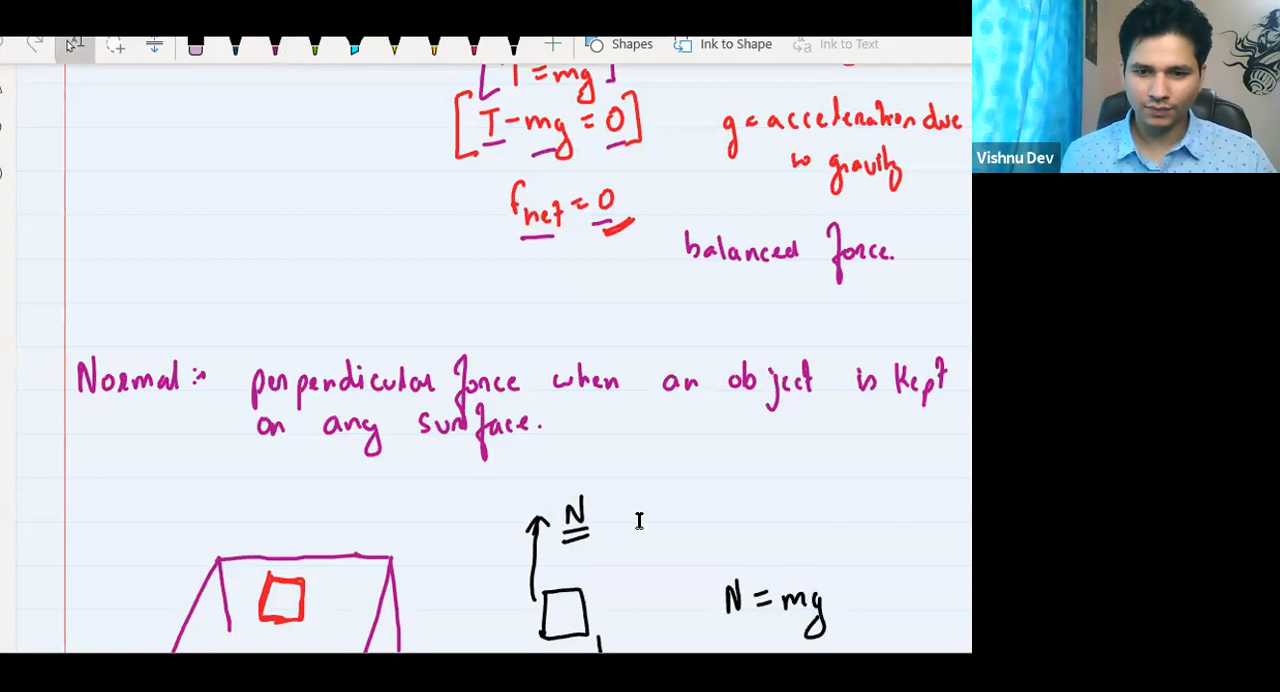 Shapes
Ink to Shape
Ink to Text
T = mg
T - mg = 0
g = acceleration due
to gravity
fnet = 0
balanced force.
Normal :- perpendicular force when an object is kept
on any surface.
N
N = mg
Vishnu Dev